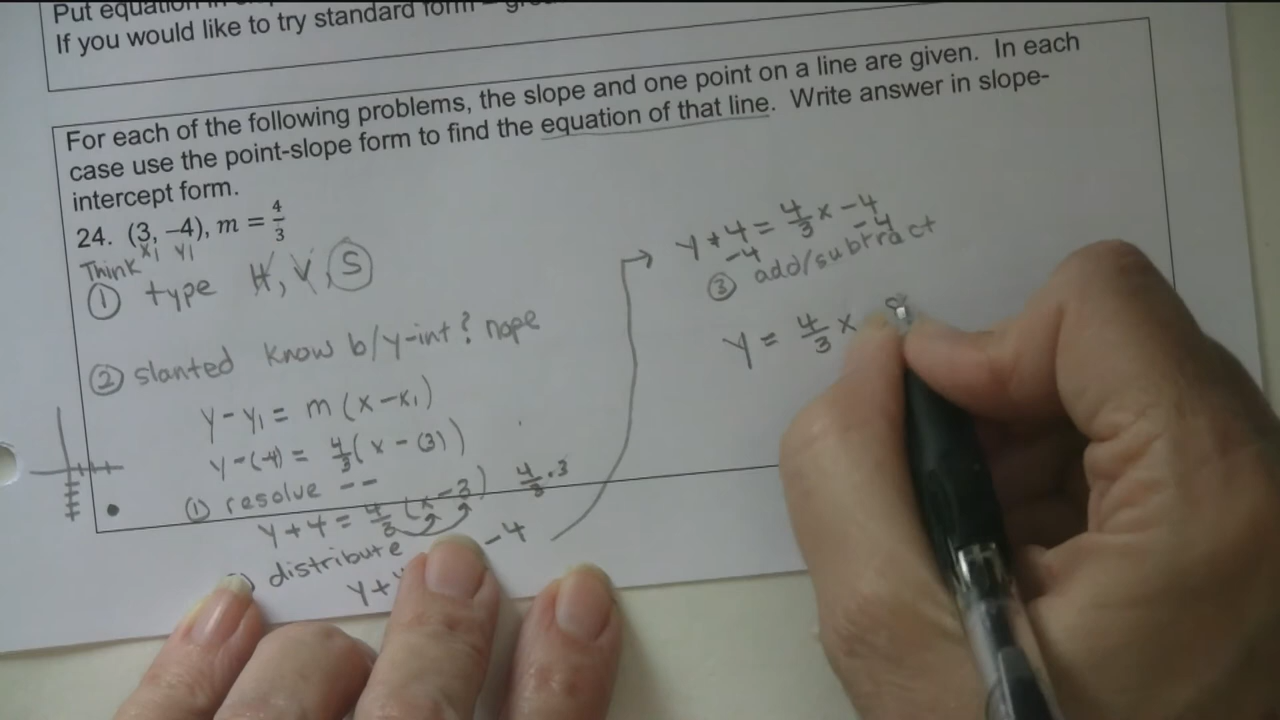 Put equation in
If you would like to try standard form –
For each of the following problems, the slope and one point on a line are given. In each
case use the point-slope form to find the equation of that line. Write answer in slope-
intercept form.
24. (3, –4), m = 4/3
x₁ y₁
Think
① type H, V, S
② slanted know b/y-int? nope
y - y₁ = m(x - x₁)
y - (-4) = 4/3(x - (3))
① resolve --
y + 4 = 4/3(x - 3) 4/3 · 3
distribute
y +
- 4
y + 4 = 4/3 x - 4
-4 -4
③ add/subtract
y = 4/3 x 8